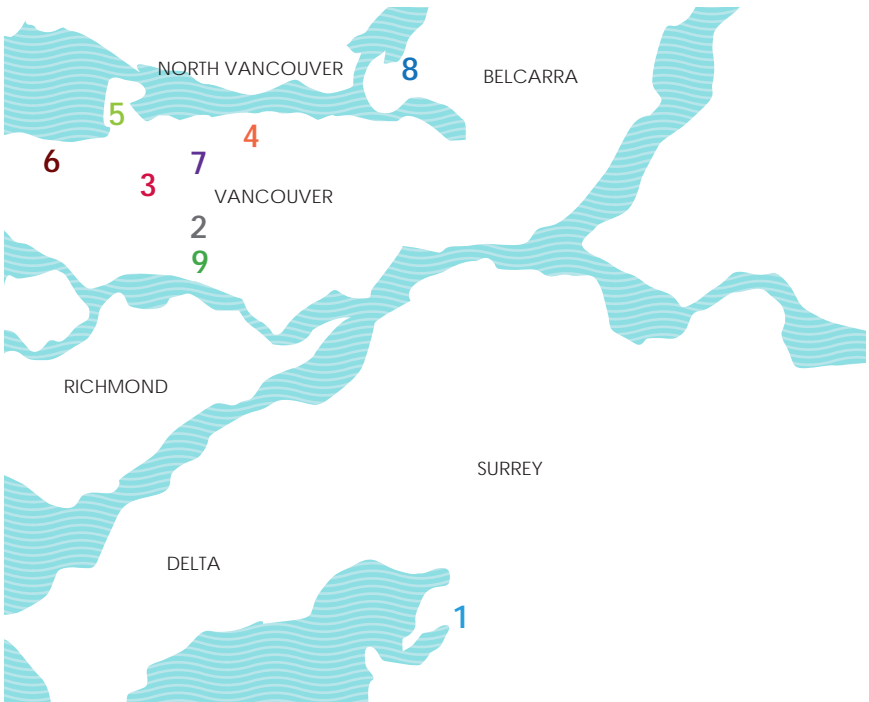 NORTH VANCOUVER
8
BELCARRA
5
4
6
7
3
VANCOUVER
2
9
RICHMOND
SURREY
DELTA
1